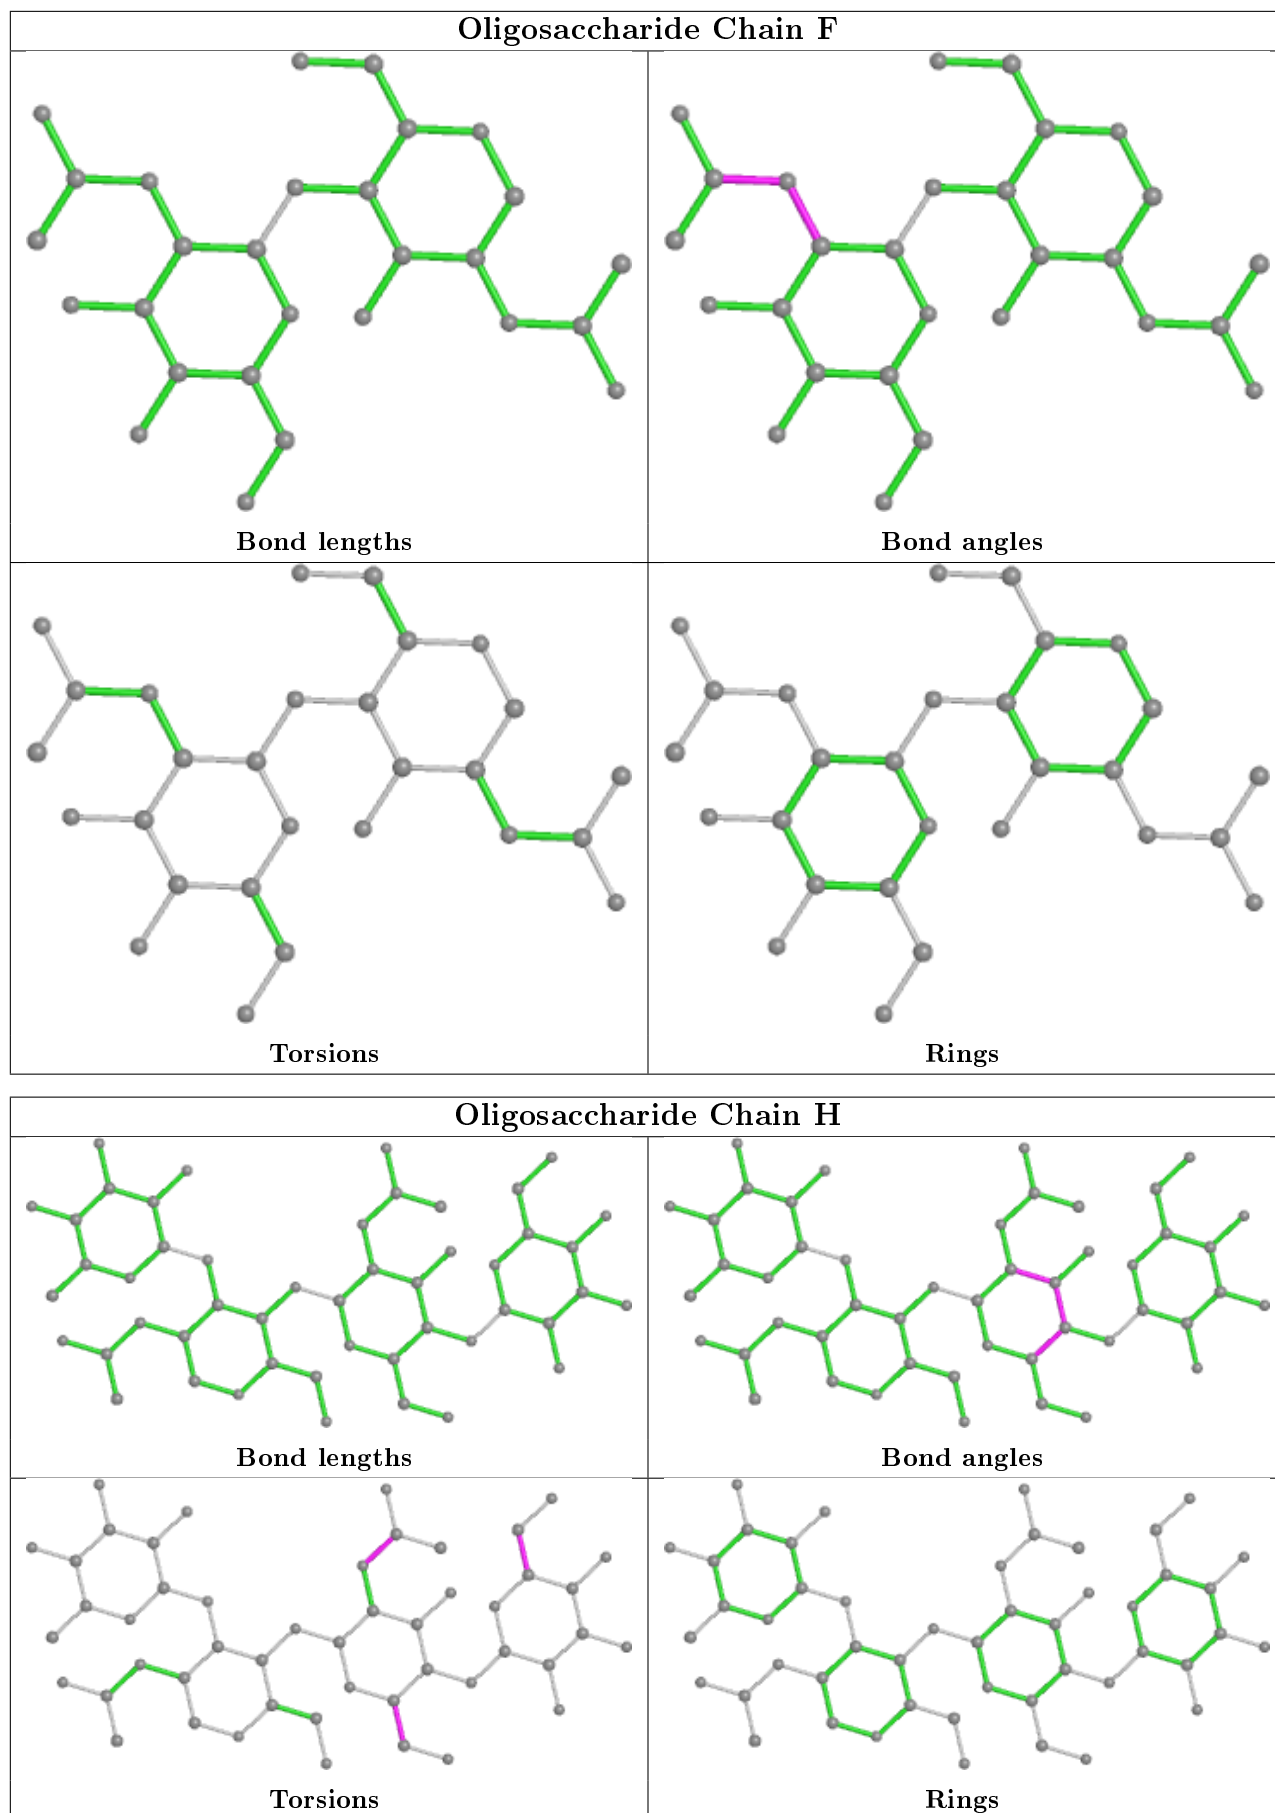 Oligosaccharide Chain F
Bond lengths
Bond angles
Torsions
Rings
Oligosaccharide Chain H
Bond lengths
Bond angles
Torsions
Rings